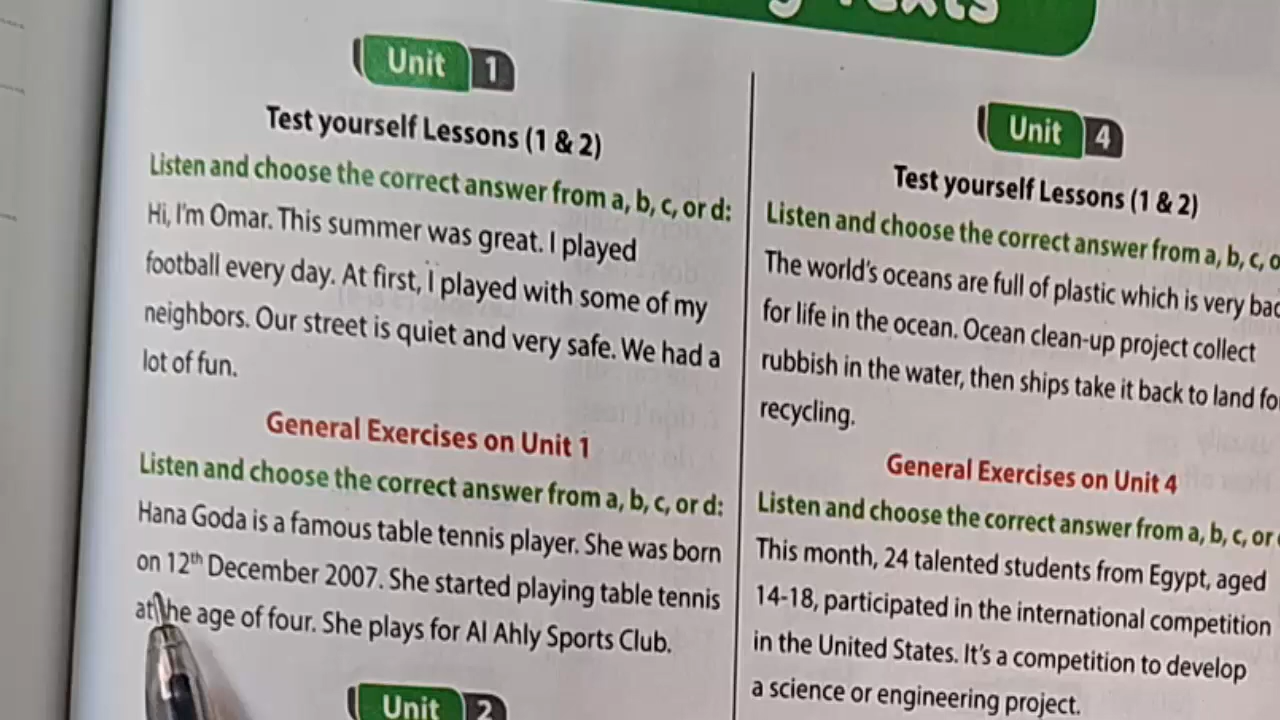 Texts
Unit 1
Test yourself Lessons (1 & 2)
Listen and choose the correct answer from a, b, c, or d:
Hi, I'm Omar. This summer was great. I played
football every day. At first, I played with some of my
neighbors. Our street is quiet and very safe. We had a
lot of fun.
General Exercises on Unit 1
Listen and choose the correct answer from a, b, c, or d:
Hana Goda is a famous table tennis player. She was born
on 12th December 2007. She started playing table tennis
at the age of four. She plays for Al Ahly Sports Club.
Unit 2
Unit 4
Test yourself Lessons (1 & 2)
Listen and choose the correct answer from a, b, c,
The world's oceans are full of plastic which is very bad
for life in the ocean. Ocean clean-up project collect
rubbish in the water, then ships take it back to land for
recycling.
General Exercises on Unit 4
Listen and choose the correct answer from a, b, c, or
This month, 24 talented students from Egypt, aged
14-18, participated in the international competition
in the United States. It's a competition to develop
a science or engineering project.